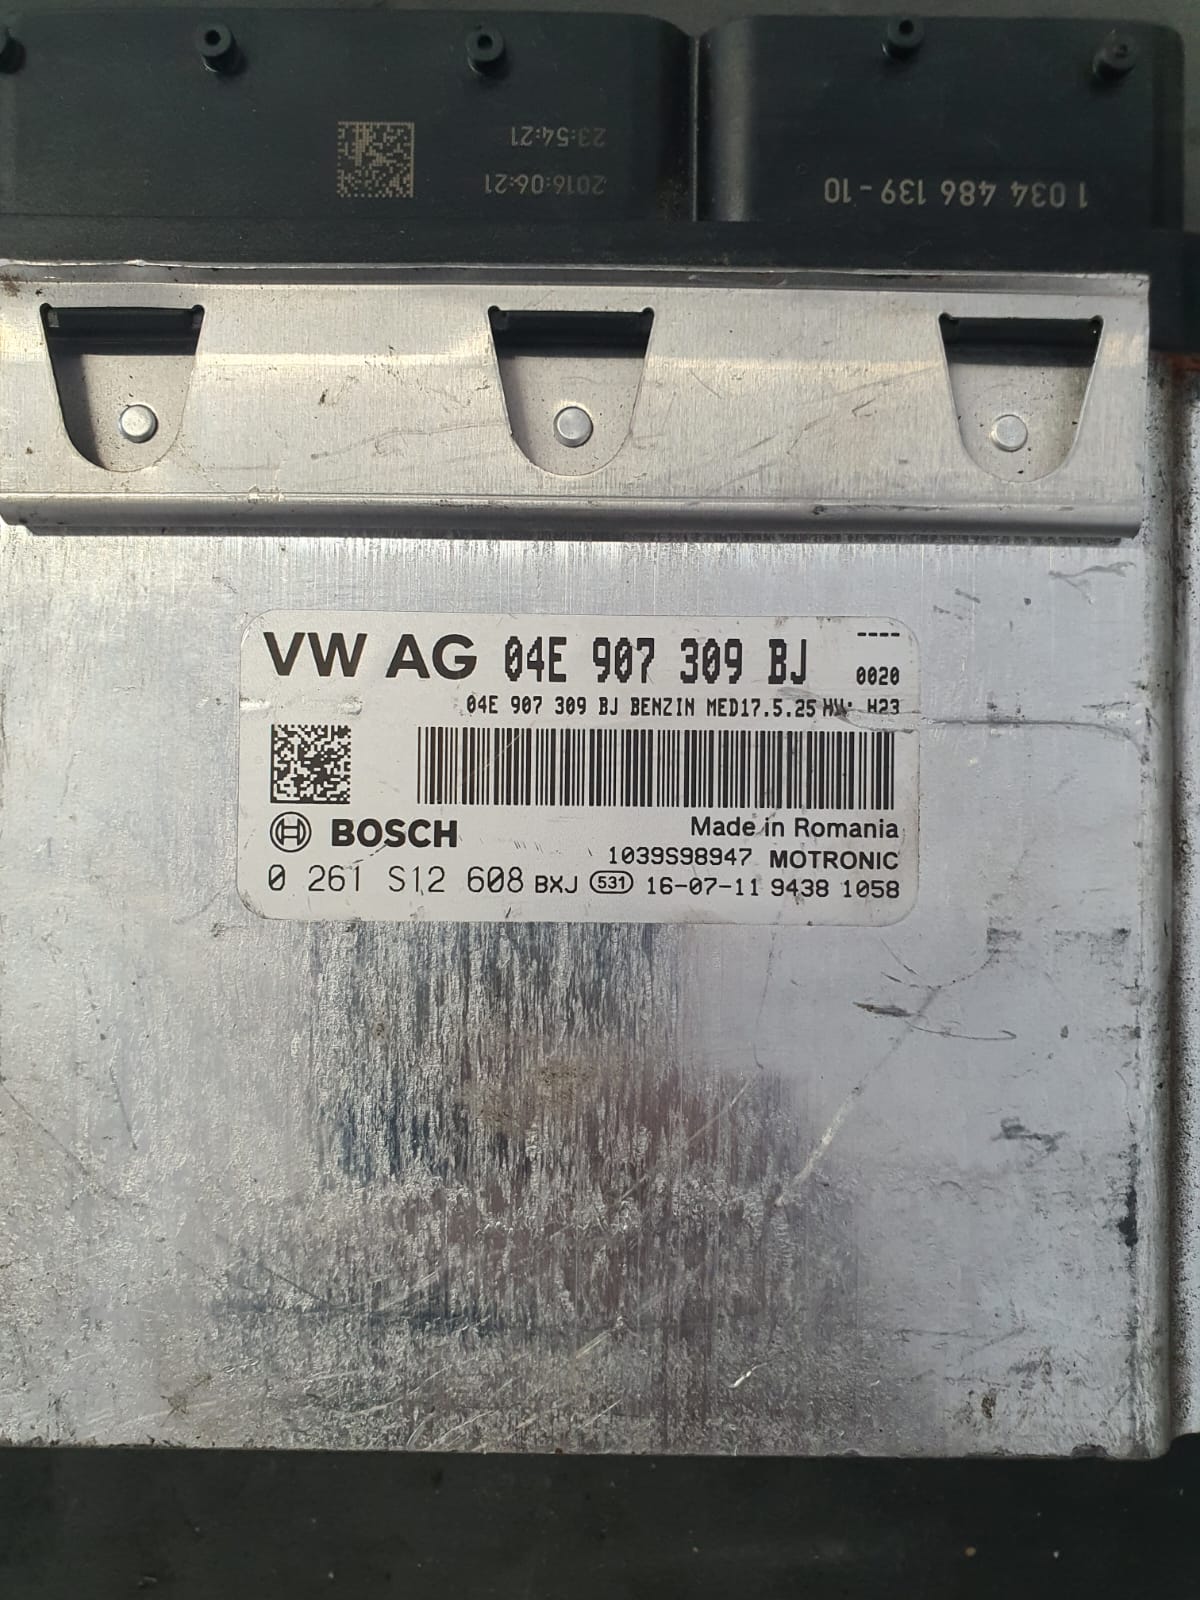 23:54:21
2016:06:21
1 034 486 139-10
VW AG 04E 907 309 BJ
----
0020
04E 907 309 BJ BENZIN MED17.5.25 HW: H23
BOSCH
Made in Romania
1039S98947 MOTRONIC
0 261 S12 608 BXJ 531 16-07-11 9438 1058